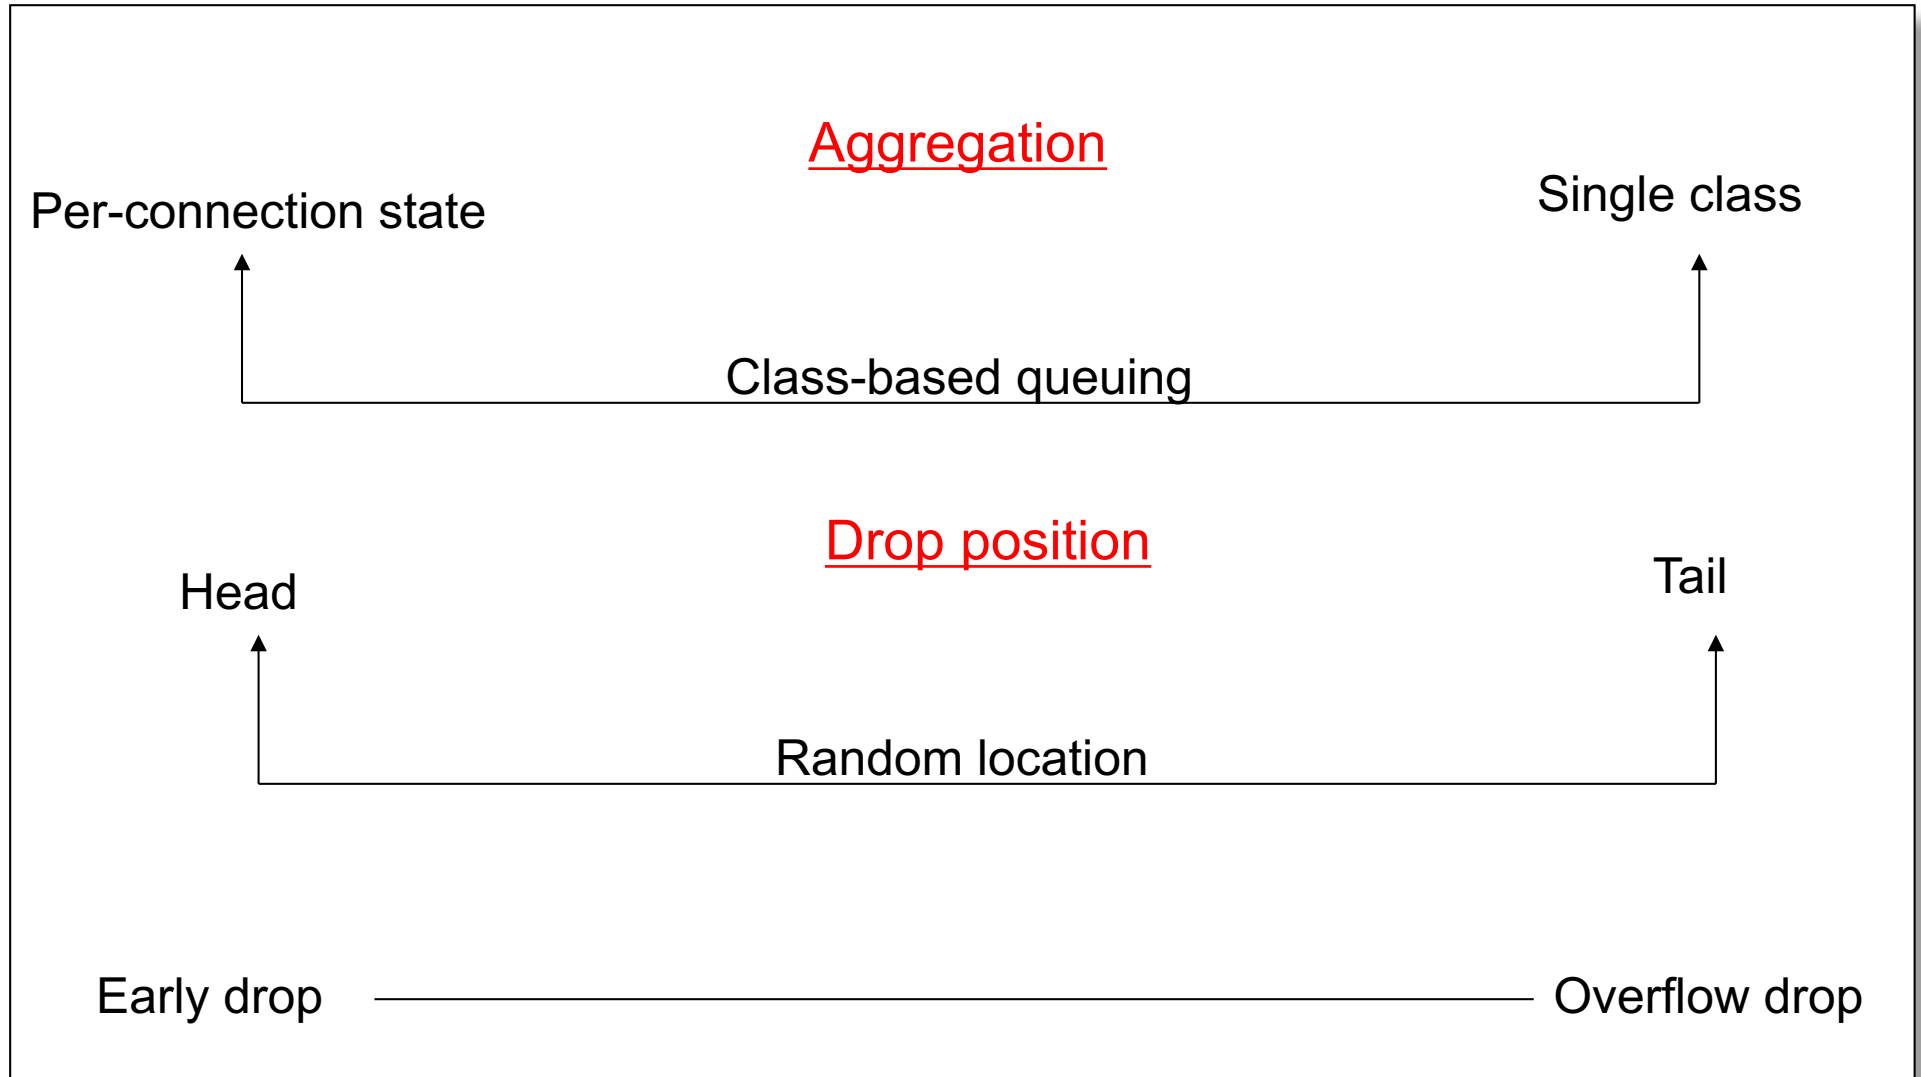 Aggregation
Per-connection state
Single class
Class-based queuing
Drop position
Head
Tail
Random location
Early drop
Overflow drop